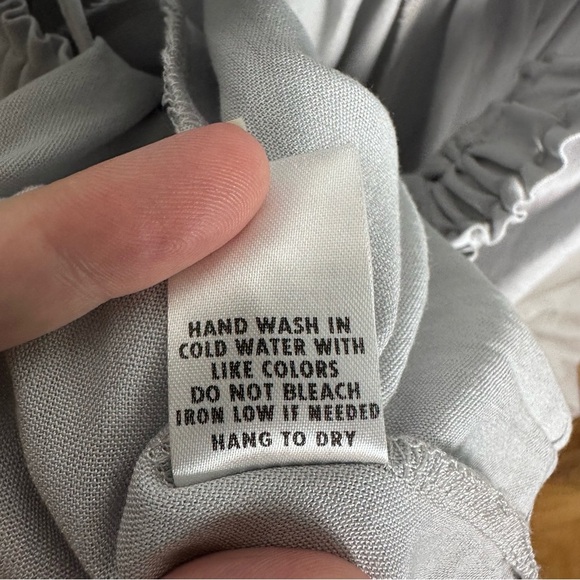 HAND WASH IN
COLD WATER WITH
LIKE COLORS
DO NOT BLEACH
IRON LOW IF NEEDED
HANG TO DRY